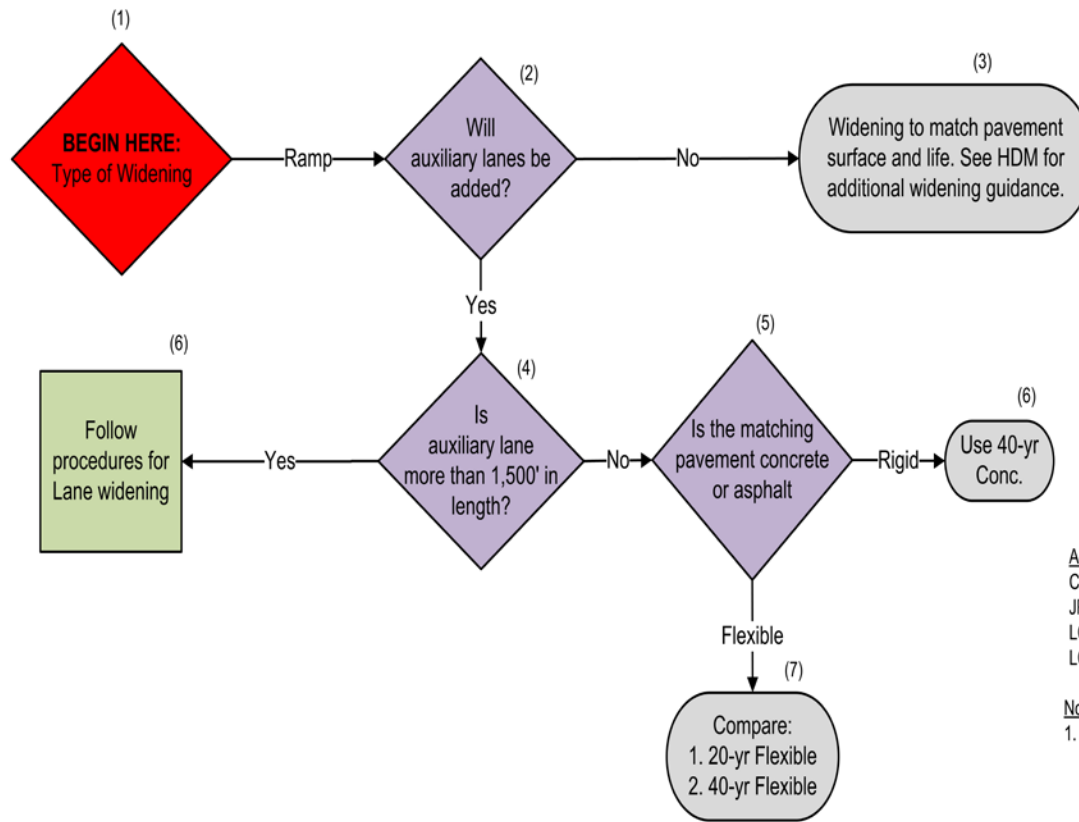 (1)
BEGIN HERE:
Type of Widening
Ramp
(2)
Will
auxiliary lanes be
added?
No
(3)
Widening to match pavement
surface and life. See HDM for
additional widening guidance.
Yes
(4)
Is
auxiliary lane
more than 1,500' in
length?
Yes
(6)
Follow
procedures for
Lane widening
No
(5)
Is the matching
pavement concrete
or asphalt
Rigid
(6)
Use 40-yr
Conc.
Flexible
(7)
Compare:
1. 20-yr Flexible
2. 40-yr Flexible
1.